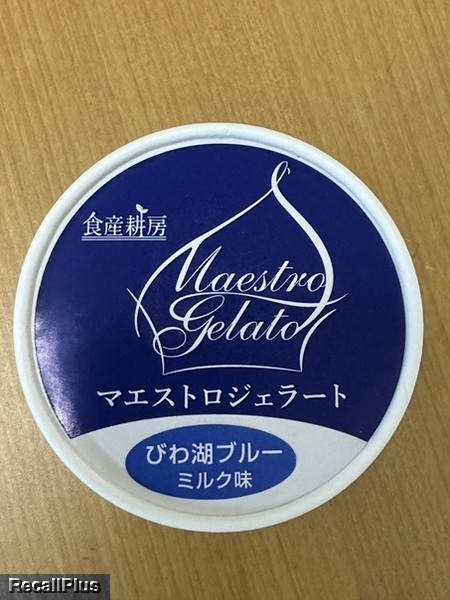 食産耕房
Maestro
Gelato
マエストロジェラート
びわ湖ブルー
ミルク味
RecallPlus